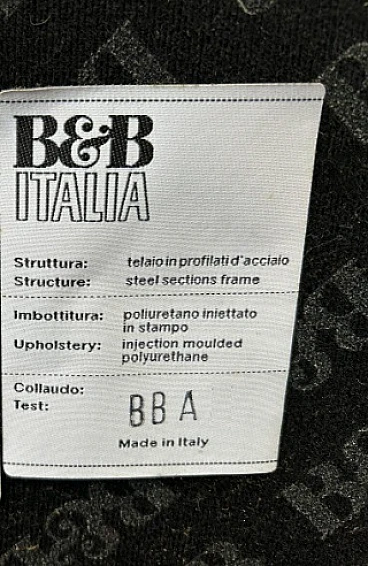 B&B
ITALIA
Struttura: telaio in profilati d'acciaio
Structure: steel sections frame
Imbottitura: poliuretano iniettato
in stampo
Upholstery: injection moulded
polyurethane
Collaudo:
Test: BB A
Made in Italy